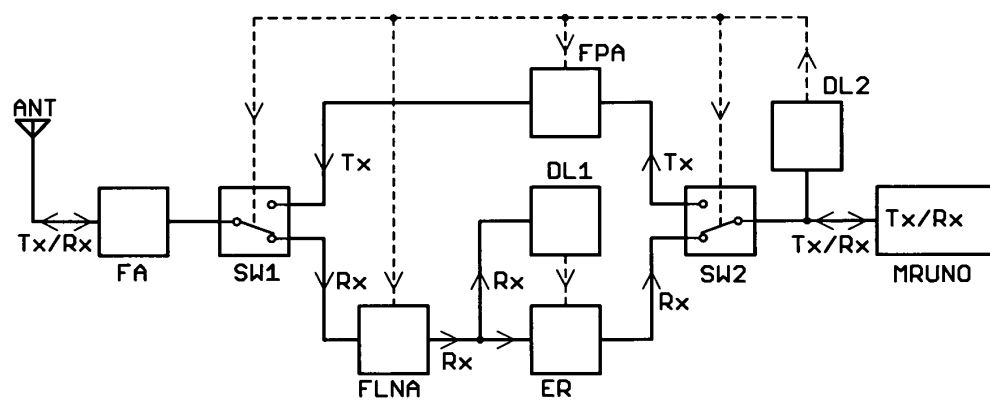 FPA
DL2
ANT
Tx
DL1
Tx
Tx/Rx
Tx/Rx
Tx/Rx
FA
SW1
SW2
MRUNO
Rx
Rx
Rx
Rx
FLNA
ER